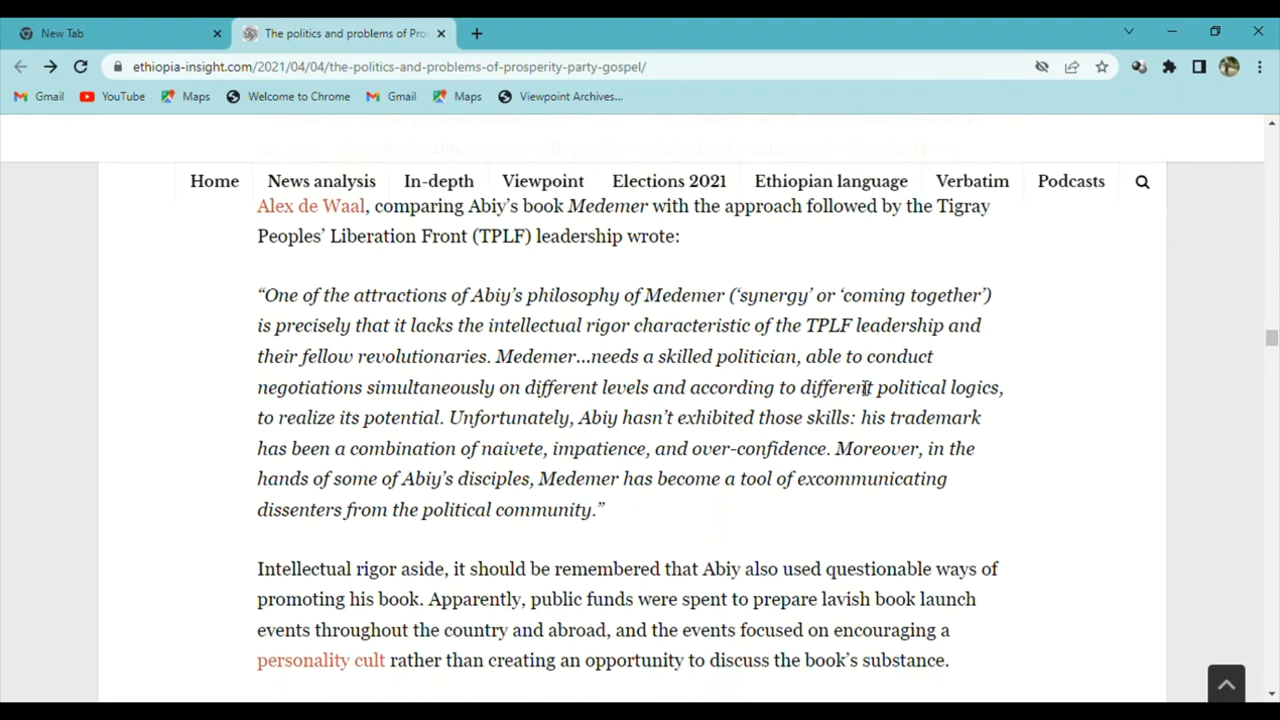 New Tab
The politics and problems of Pro
ethiopia-insight.com/2021/04/04/the-politics-and-problems-of-prosperity-party-gospel/
Gmail YouTube Maps Welcome to Chrome Gmail Maps Viewpoint Archives...
Home News analysis In-depth Viewpoint Elections 2021 Ethiopian language Verbatim Podcasts
Alex de Waal, comparing Abiy's book Medemer with the approach followed by the Tigray
Peoples' Liberation Front (TPLF) leadership wrote:
“One of the attractions of Abiy's philosophy of Medemer (‘synergy’ or ‘coming together’)
is precisely that it lacks the intellectual rigor characteristic of the TPLF leadership and
their fellow revolutionaries. Medemer…needs a skilled politician, able to conduct
negotiations simultaneously on different levels and according to different political logics,
to realize its potential. Unfortunately, Abiy hasn't exhibited those skills: his trademark
has been a combination of naivete, impatience, and over-confidence. Moreover, in the
hands of some of Abiy's disciples, Medemer has become a tool of excommunicating
dissenters from the political community.”
Intellectual rigor aside, it should be remembered that Abiy also used questionable ways of
promoting his book. Apparently, public funds were spent to prepare lavish book launch
events throughout the country and abroad, and the events focused on encouraging a
personality cult rather than creating an opportunity to discuss the book's substance.